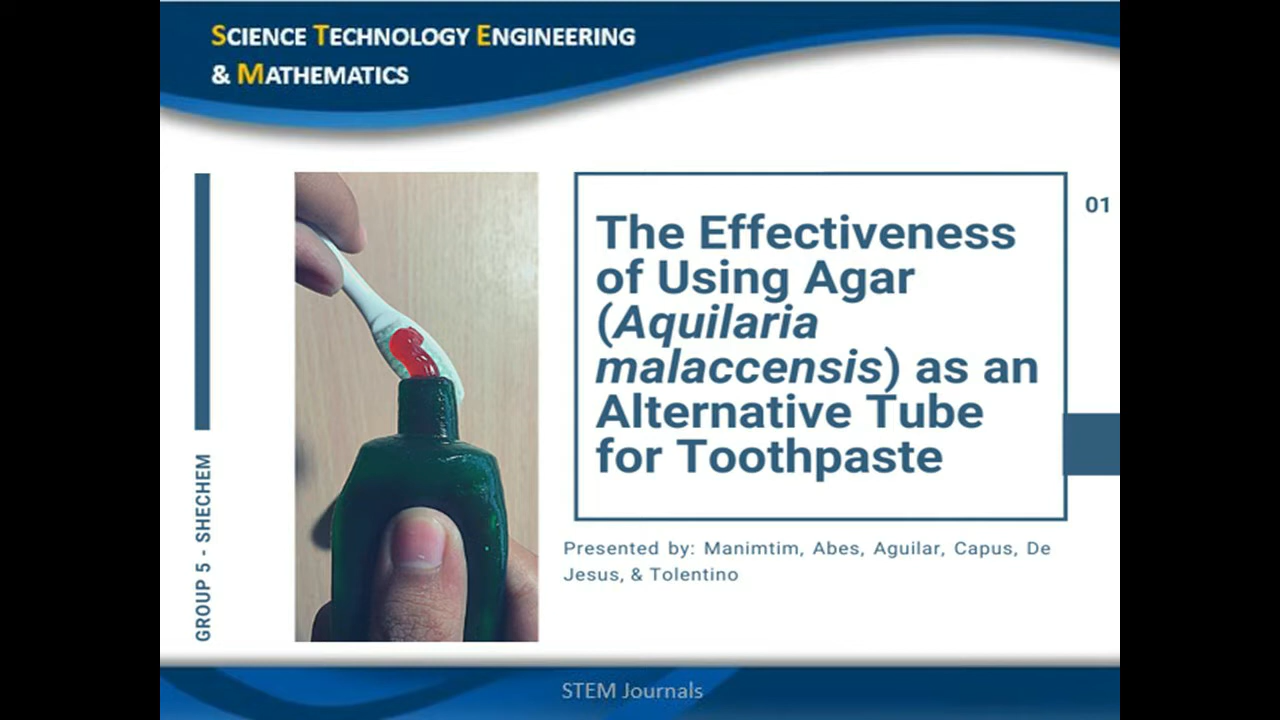 SCIENCE TECHNOLOGY ENGINEERING
& MATHEMATICS
01
The Effectiveness
of Using Agar
(Aquilaria
malaccensis) as an
Alternative Tube
for Toothpaste
GROUP 5 - SHECHEM
Presented by: Manimtim, Abes, Aguilar, Capus, De
Jesus, & Tolentino
STEM Journals